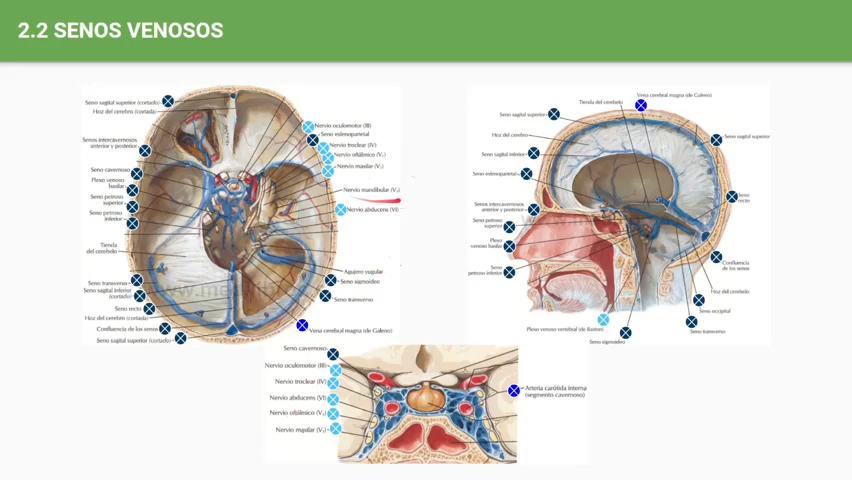 2.2 SENOS VENOSOS
Seno sagital superior (cortado)
Hoz del cerebro (cortada)
Senos intercavernosos
anterior y posterior
Seno cavernoso
Plexo venoso
basilar
Seno petroso
superior
Seno petroso
inferior
Tienda
del cerebelo
Seno transverso
Seno sagital inferior
(cortado)
Seno recto
Hoz del cerebro (cortada)
Confluencia de los senos
Seno sagital superior (cortado)
Nervio oculomotor (III)
Seno esfenoparietal
Nervio troclear (IV)
Nervio oftálmico (V₁)
Nervio maxilar (V₂)
Nervio mandibular (V₃)
Nervio abducens (VI)
Agujero yugular
Seno sigmoideo
Seno transverso
Vena cerebral magna (de Galeno)
Vena cerebral magna (de Galeno)
Tienda del cerebelo
Seno sagital superior
Hoz del cerebro
Seno sagital inferior
Seno esfenoparietal
Senos intercavernosos
anterior y posterior
Seno petroso
superior
Plexo
venoso basilar
Seno
petroso inferior
Plexo venoso vertebral (de Batson)
Seno sigmoideo
Seno sagital superior
Seno
recto
Confluencia
de los senos
Hoz del cerebelo
Seno occipital
Seno transverso
Seno cavernoso
Nervio oculomotor (III)
Nervio troclear (IV)
Nervio abducens (VI)
Nervio oftálmico (V₁)
Nervio maxilar (V₂)
Arteria carótida interna
(segmento cavernoso)